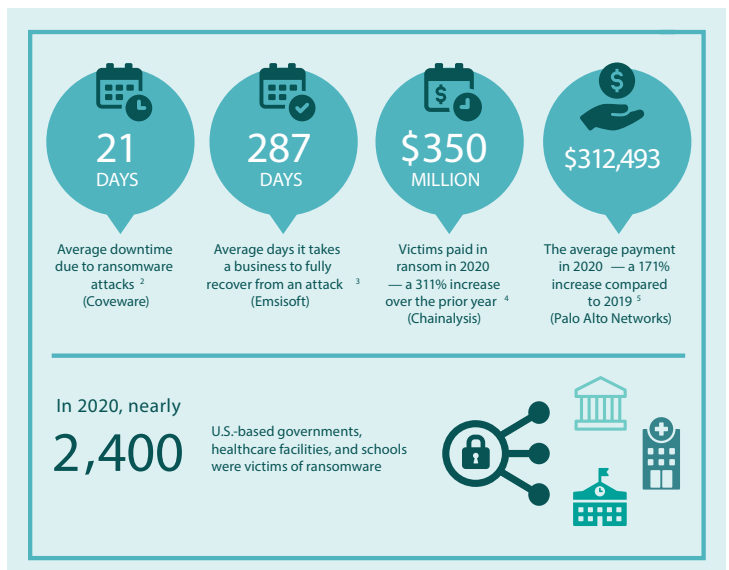 21
DAYS
Average downtime
due to ransomware
attacks 2
(Coveware)
287
DAYS
Average days it takes
a business to fully
recover from an attack 3
(Emsisoft)
$
$350
MILLION
Victims paid in
ransom in 2020
— a 311% increase
over the prior year 4
(Chainalysis)
$
$312,493
The average payment
in 2020 — a 171%
increase compared
to 2019 5
(Palo Alto Networks)
In 2020, nearly
2,400
U.S.-based governments,
healthcare facilities, and schools
were victims of ransomware